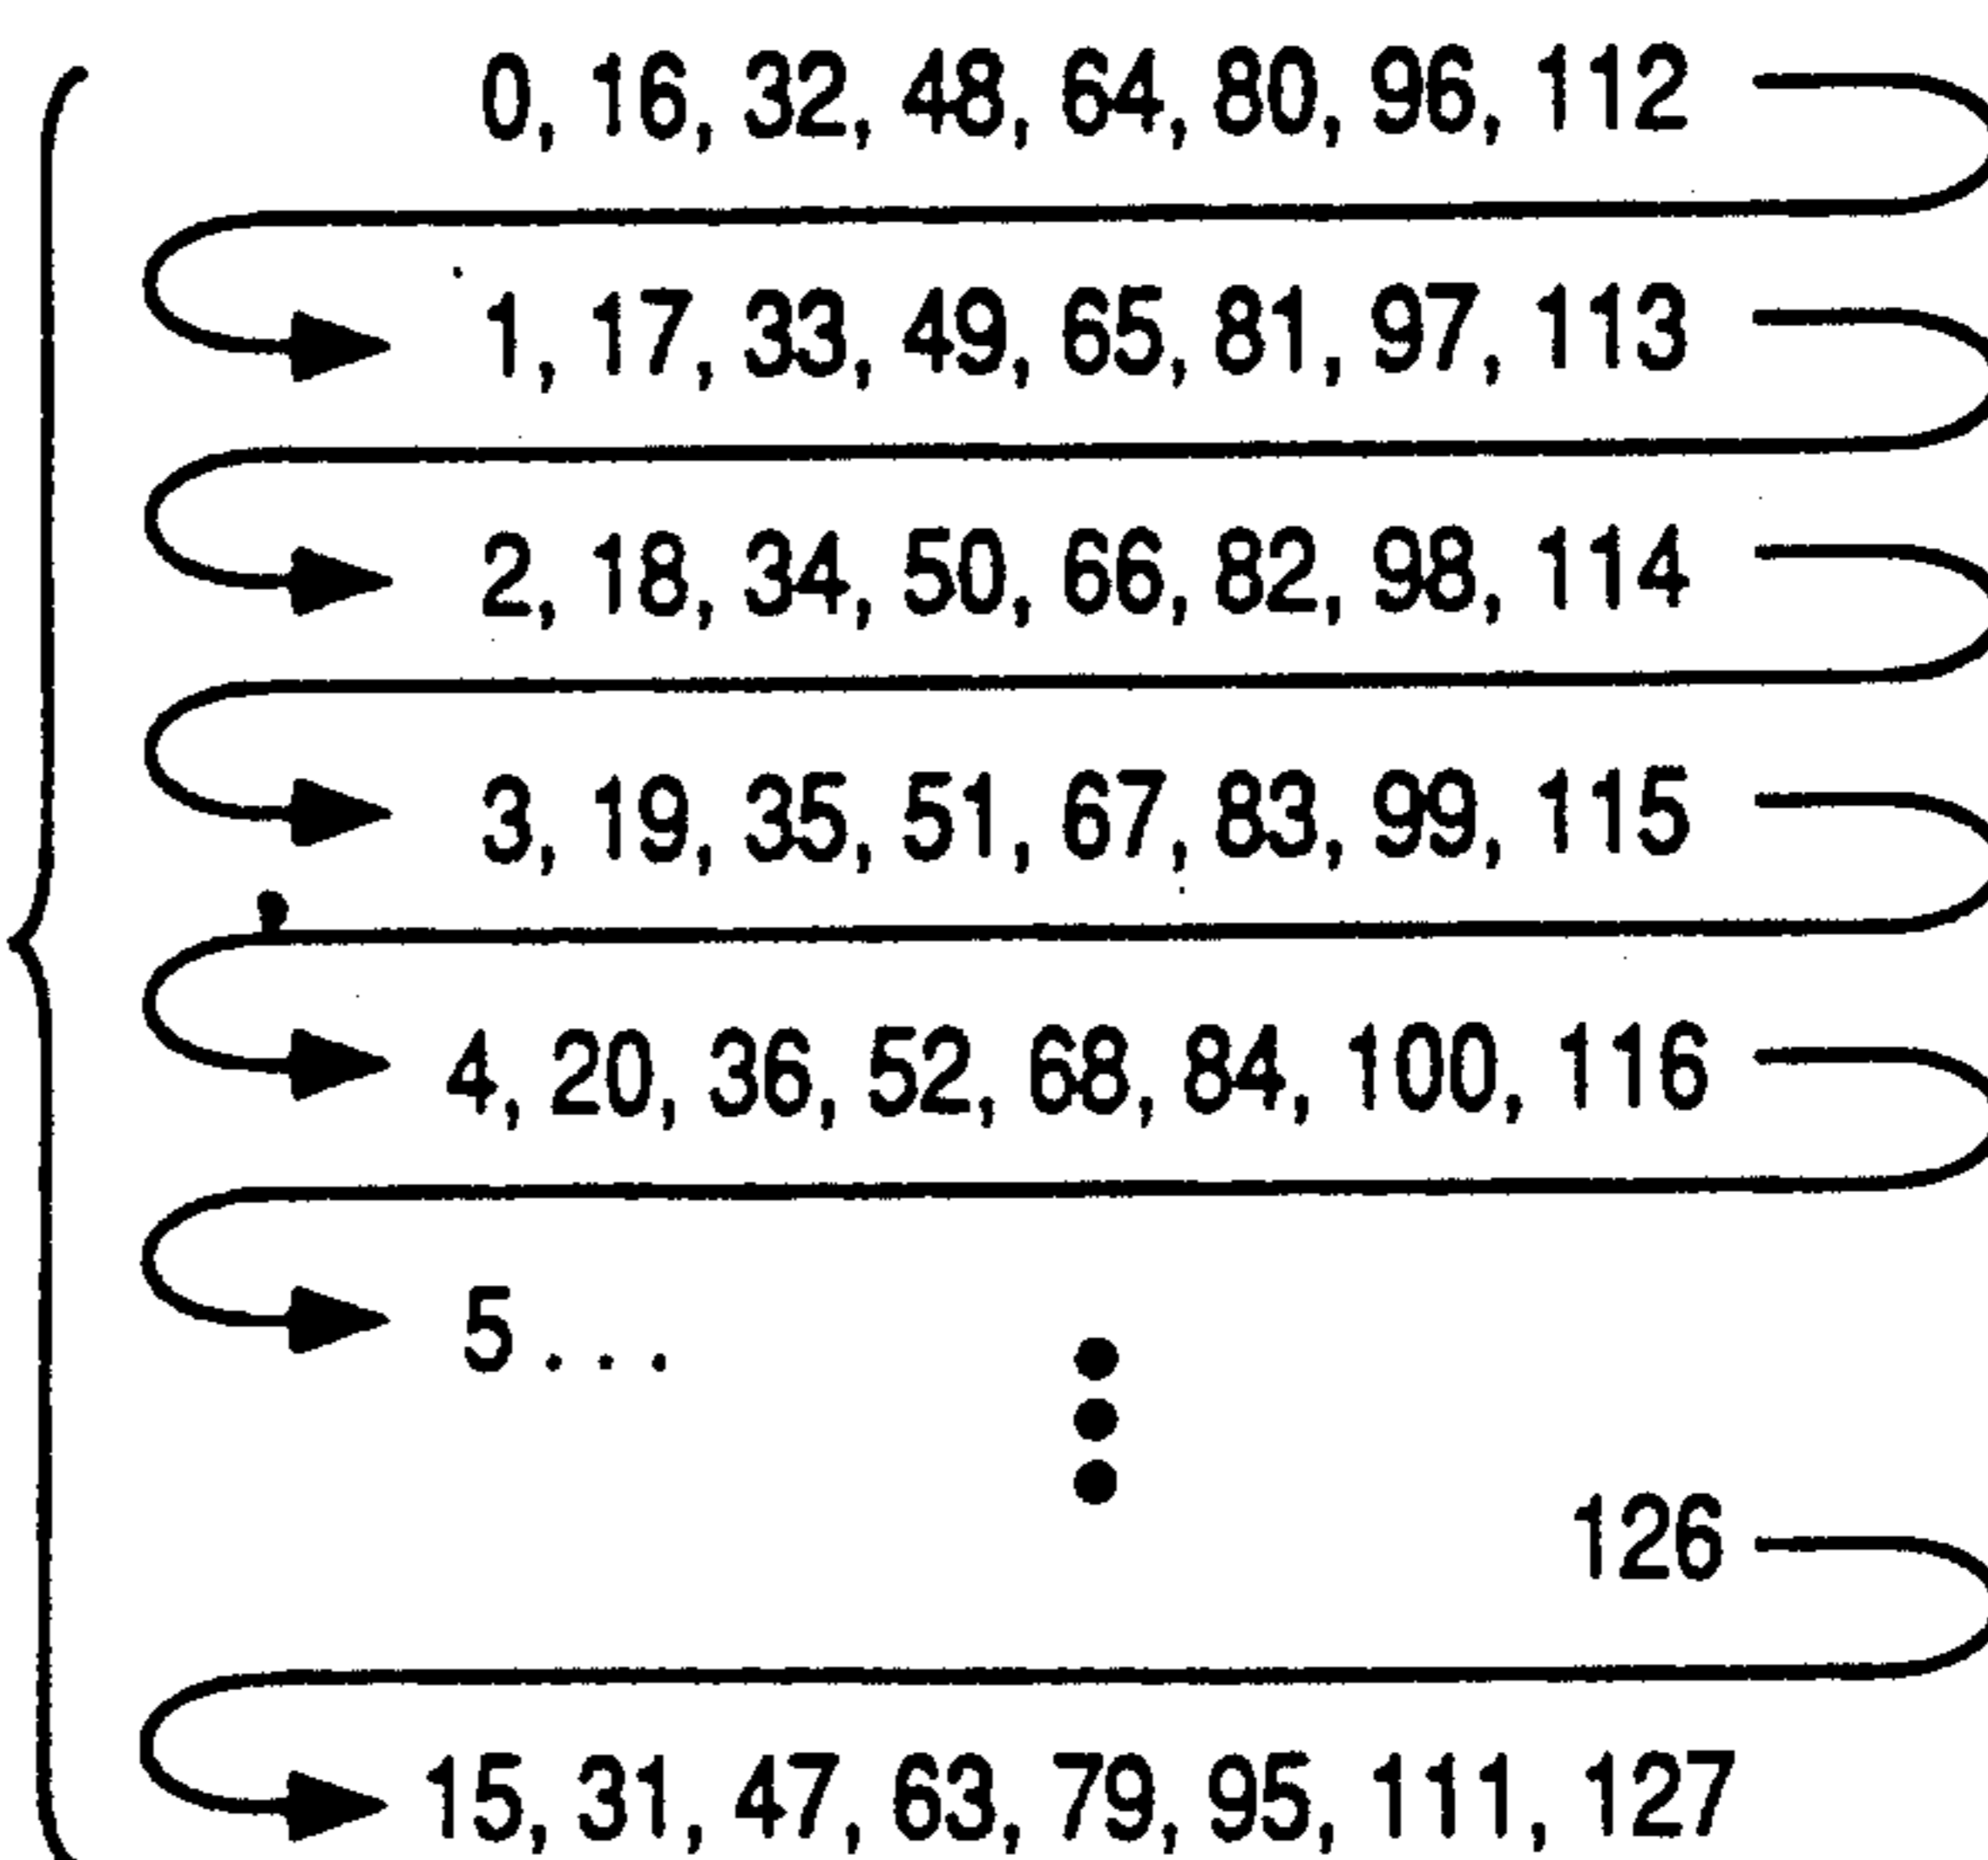 0, 16, 32, 48, 64, 80, 96, 112
1, 17, 33, 49, 65, 81, 97, 113
2, 18, 34, 50, 66, 82, 98, 114
3, 19, 35, 51, 67, 83, 99, 115
4, 20, 36, 52, 68, 84, 100, 116
5...
126
15, 31, 47, 63, 79, 95, 111, 127